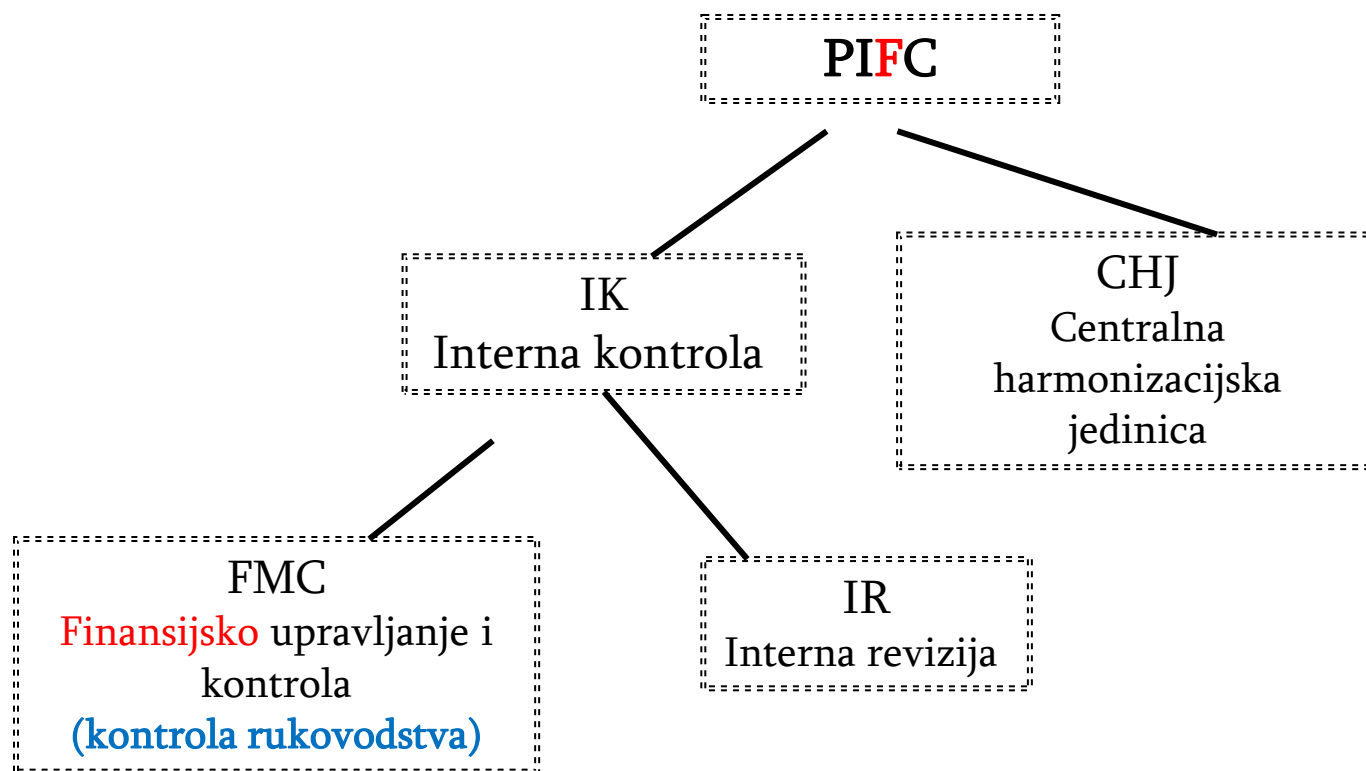 PIFC
IK
Interna kontrola
CHJ
Centralna
harmonizacijska
jedinica
FMC
Finansijsko upravljanje i
kontrola
(kontrola rukovodstva)
IR
Interna revizija